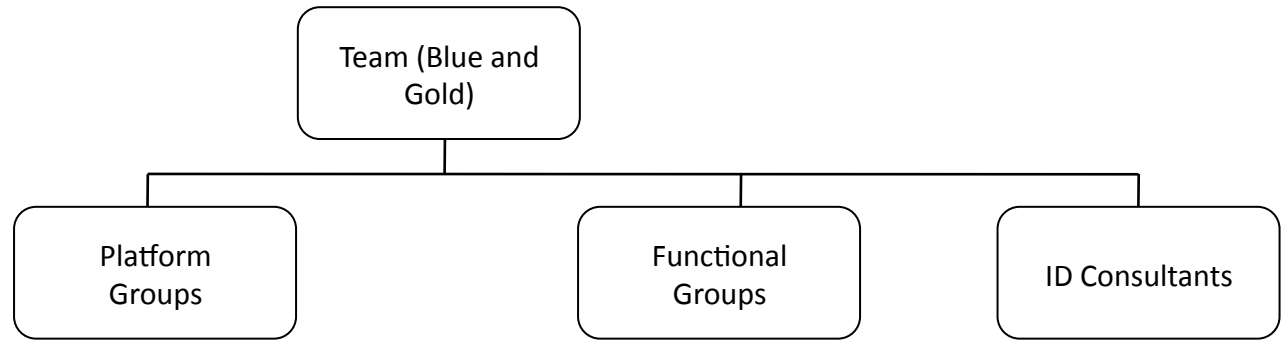 Team (Blue and
Gold)
Platform
Groups
Functional
Groups
ID Consultants